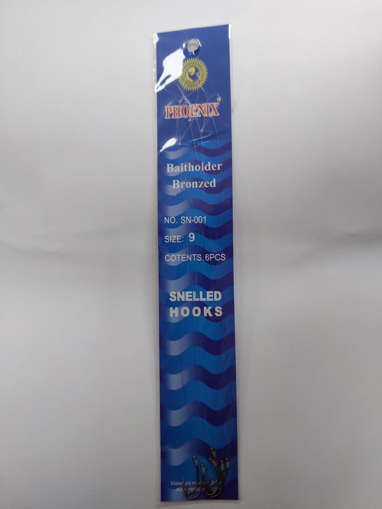 PHOENIX®
Baitholder
Bronzed
NO. SN-001
SIZE: 9
COTENTS. 6PCS
SNELLED
HOOKS